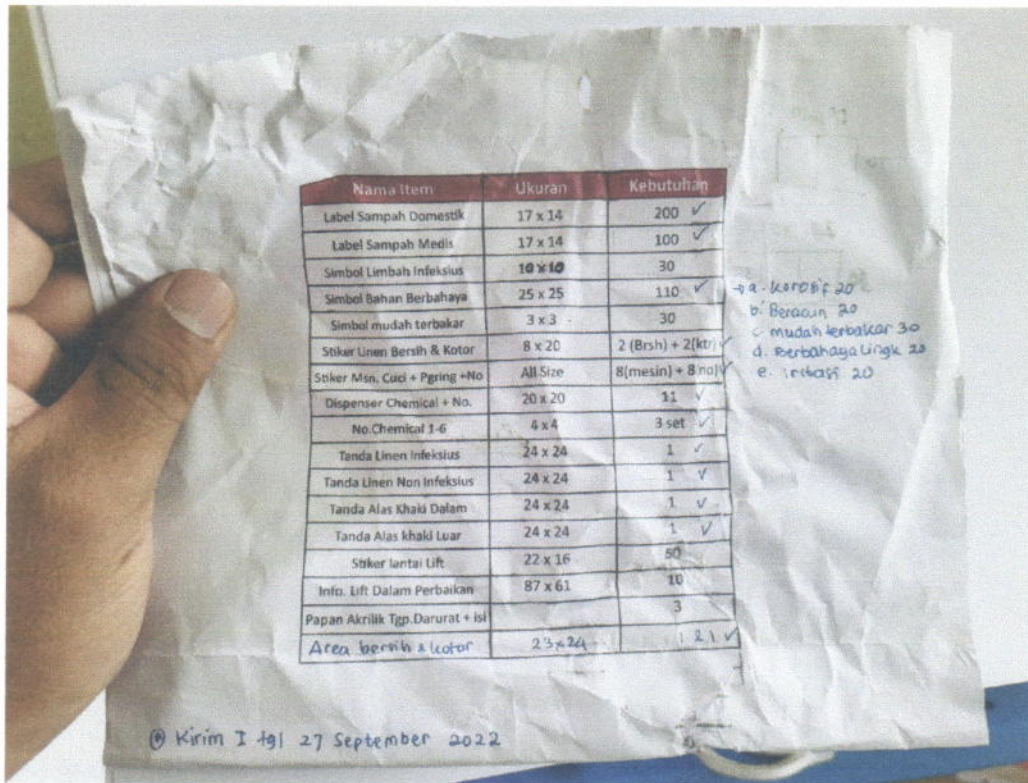 Nama Item Ukuran Kebutuhan
Label Sampah Domestik 17 x 14 200 ✓
Label Sampah Medis 17 x 14 100 ✓
Simbol Limbah Infeksius 10 x 10 30
Simbol Bahan Berbahaya 25 x 25 110 ✓
Simbol mudah terbakar 3 x 3 30
Stiker Linen Bersih & Kotor 8 x 20 2 (Brsh) + 2(ktr) ✓
Stiker Msn. Cuci + Pgring +No All Size 8(mesin) + 8 no) ✓
Dispenser Chemical + No. 20 x 20 11 ✓
No.Chemical 1-6 4 x 4 3 set ✓
Tanda Linen Infeksius 24 x 24 1 ✓
Tanda Linen Non Infeksius 24 x 24 1 ✓
Tanda Alas Khaki Dalam 24 x 24 1 ✓
Tanda Alas khaki Luar 24 x 24 1 ✓
Stiker lantai Lift 22 x 16 50
Info. Lift Dalam Perbaikan 87 x 61 10
Papan Akrilik Tgp.Darurat + isi 3
Area bersih & kotor 23x24 1 2 1 ✓
→ a. korosif 20
b. Beracun 20
c. mudah terbakar 30
d. Berbahaya Lingk 20
e. iritasi 20
Kirim I tgl 27 September 2022